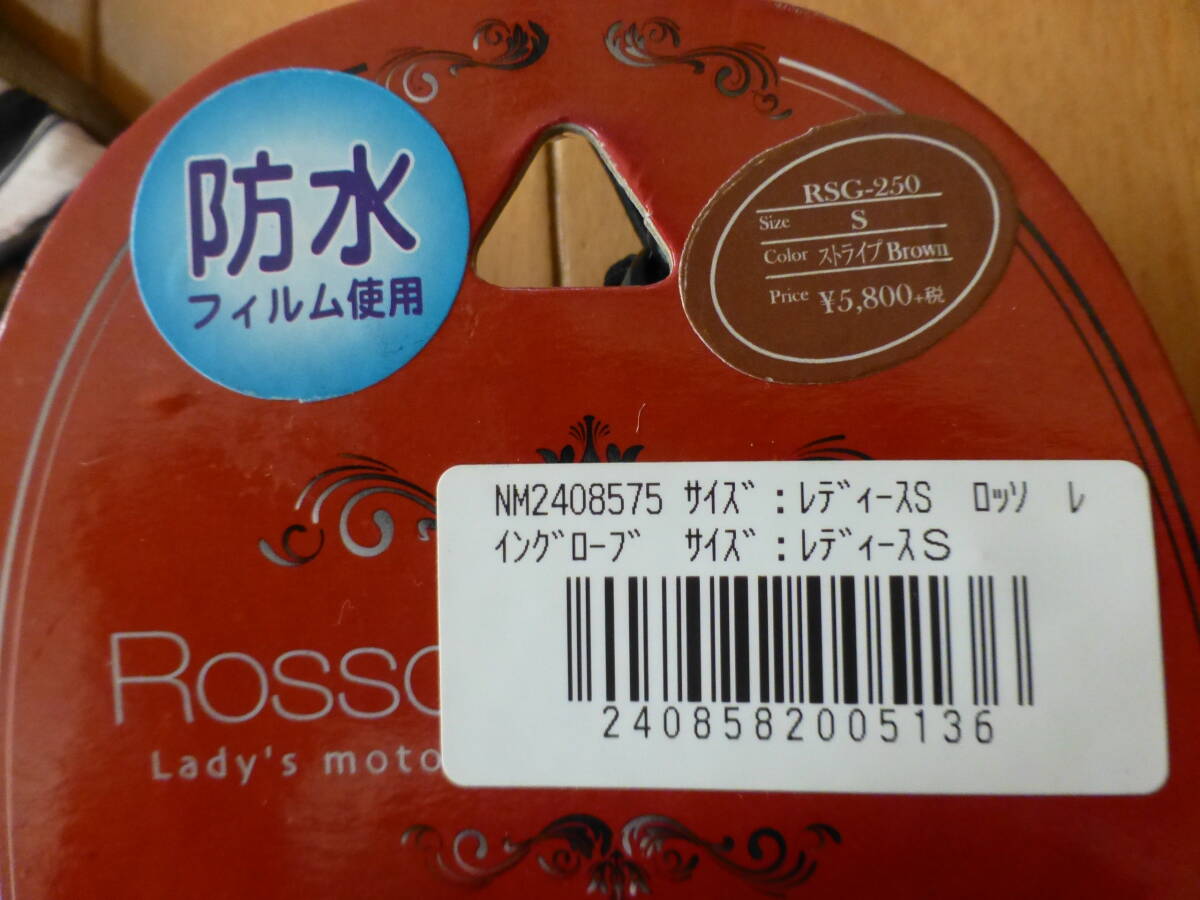 防水
フィルム使用
RSG-250
Size S
Color ストライプ Brown
Price ¥5,800+税
NM2408575 ｻｲｽﾞ:ﾚﾃﾞｨｰｽS ﾛｯｿ ﾚ
ｲﾝｸﾞﾛｰﾌﾞ ｻｲｽﾞ:ﾚﾃﾞｨｰｽS
2408582005136
Rosso
Lady's moto